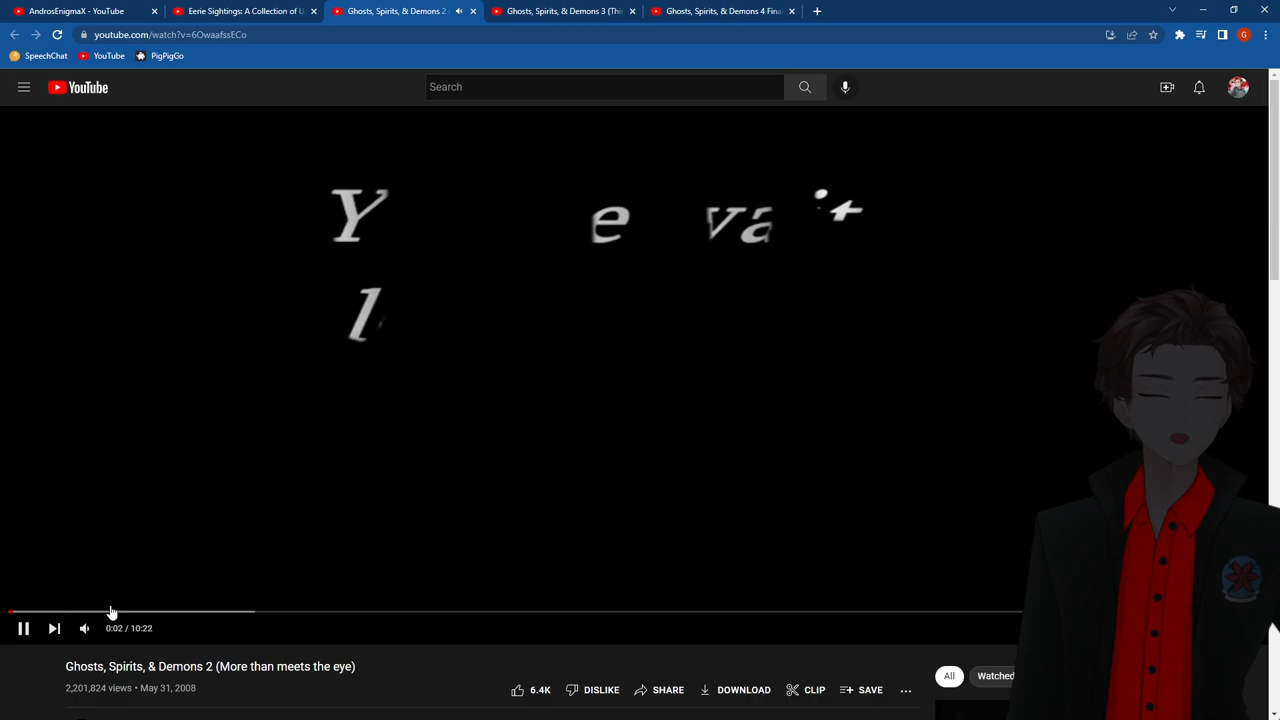 AndrosEnigmaX - YouTube
Eerie Sightings: A Collection of U
Ghosts, Spirits, & Demons 2
Ghosts, Spirits, & Demons 3 (Thi
Ghosts, Spirits, & Demons 4 Fina
youtube.com/watch?v=6OwaafssECo
G
SpeechChat
YouTube
PigPigGo
YouTube
Search
0:02 / 10:22
Ghosts, Spirits, & Demons 2 (More than meets the eye)
2,201,824 views • May 31, 2008
6.4K
DISLIKE
SHARE
DOWNLOAD
CLIP
SAVE
All
Watched